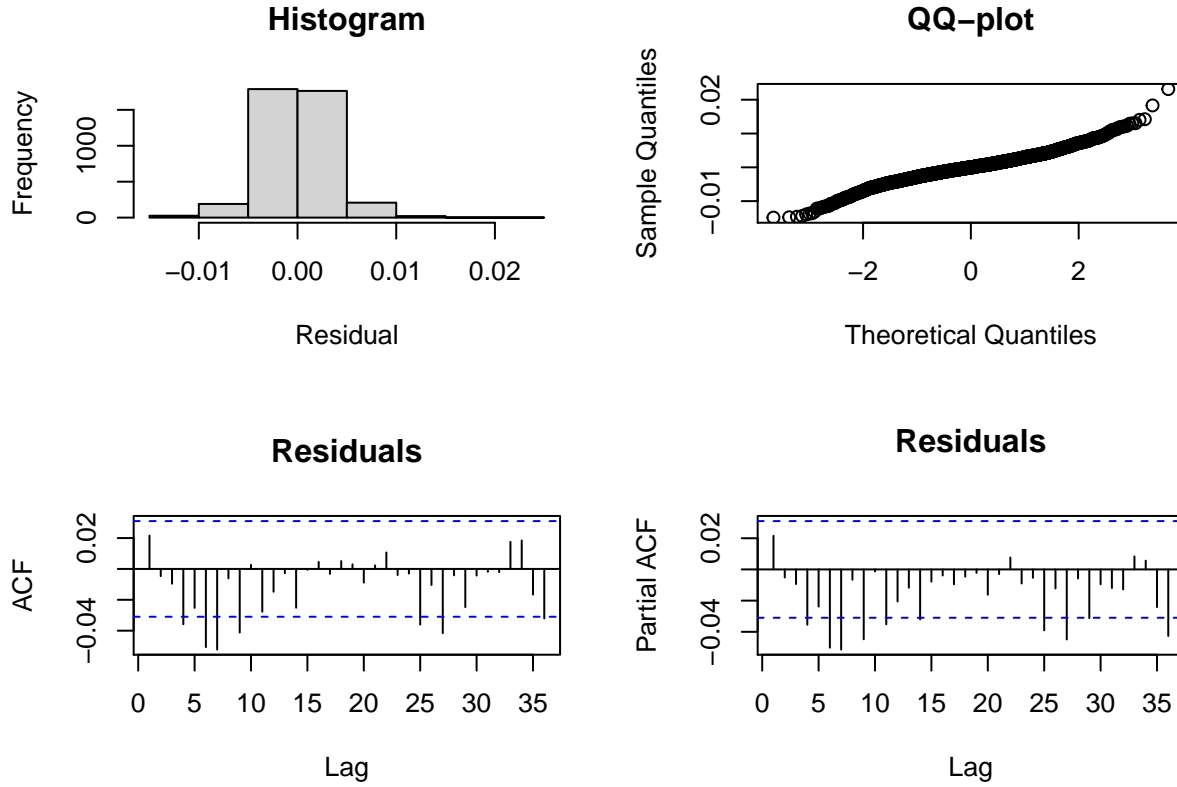 Histogram
Frequency
0
1000
−0.01 0.00 0.01 0.02
Residual
QQ−plot
Sample Quantiles
−0.01
0.02
−2 0 2
Theoretical Quantiles
Residuals
ACF
−0.04
0.02
0 5 10 15 20 25 30 35
Lag
Residuals
Partial ACF
−0.04
0.02
0 5 10 15 20 25 30 35
Lag